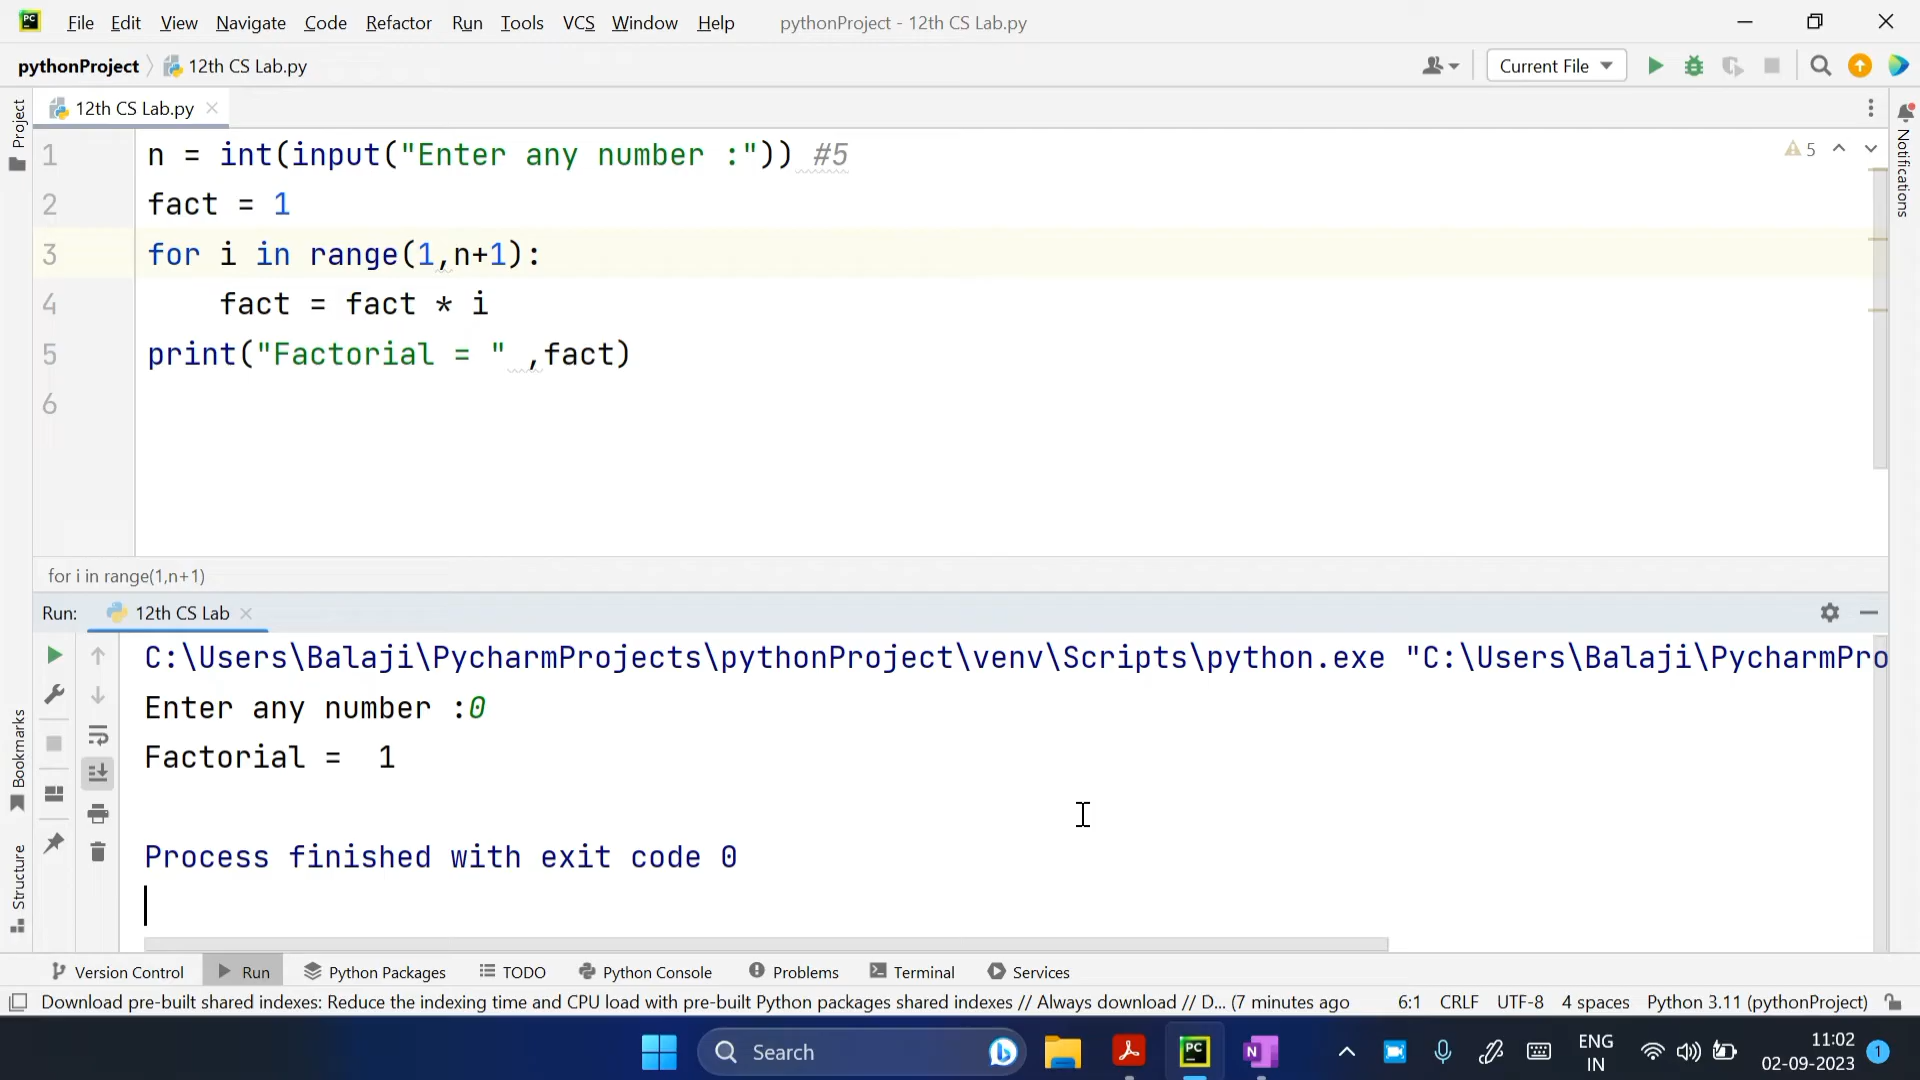 PC File Edit View Navigate Code Refactor Run Tools VCS Window Help pythonProject - 12th CS Lab.py
pythonProject 12th CS Lab.py Current File
Project 12th CS Lab.py
1 n = int(input("Enter any number :")) #5
2 fact = 1
3 for i in range(1,n+1):
4 fact = fact * i
5 print("Factorial = " ,fact)
6
5
Notifications
for i in range(1,n+1)
Run: 12th CS Lab
C:\Users\Balaji\PycharmProjects\pythonProject\venv\Scripts\python.exe "C:\Users\Balaji\PycharmPro
Enter any number :0
Factorial =  1
Process finished with exit code 0
Bookmarks
Structure
Version Control Run Python Packages TODO Python Console Problems Terminal Services
Download pre-built shared indexes: Reduce the indexing time and CPU load with pre-built Python packages shared indexes // Always download // D... (7 minutes ago 6:1 CRLF UTF-8 4 spaces Python 3.11 (pythonProject)
Search PC N ENG 11:02
IN 02-09-2023 1